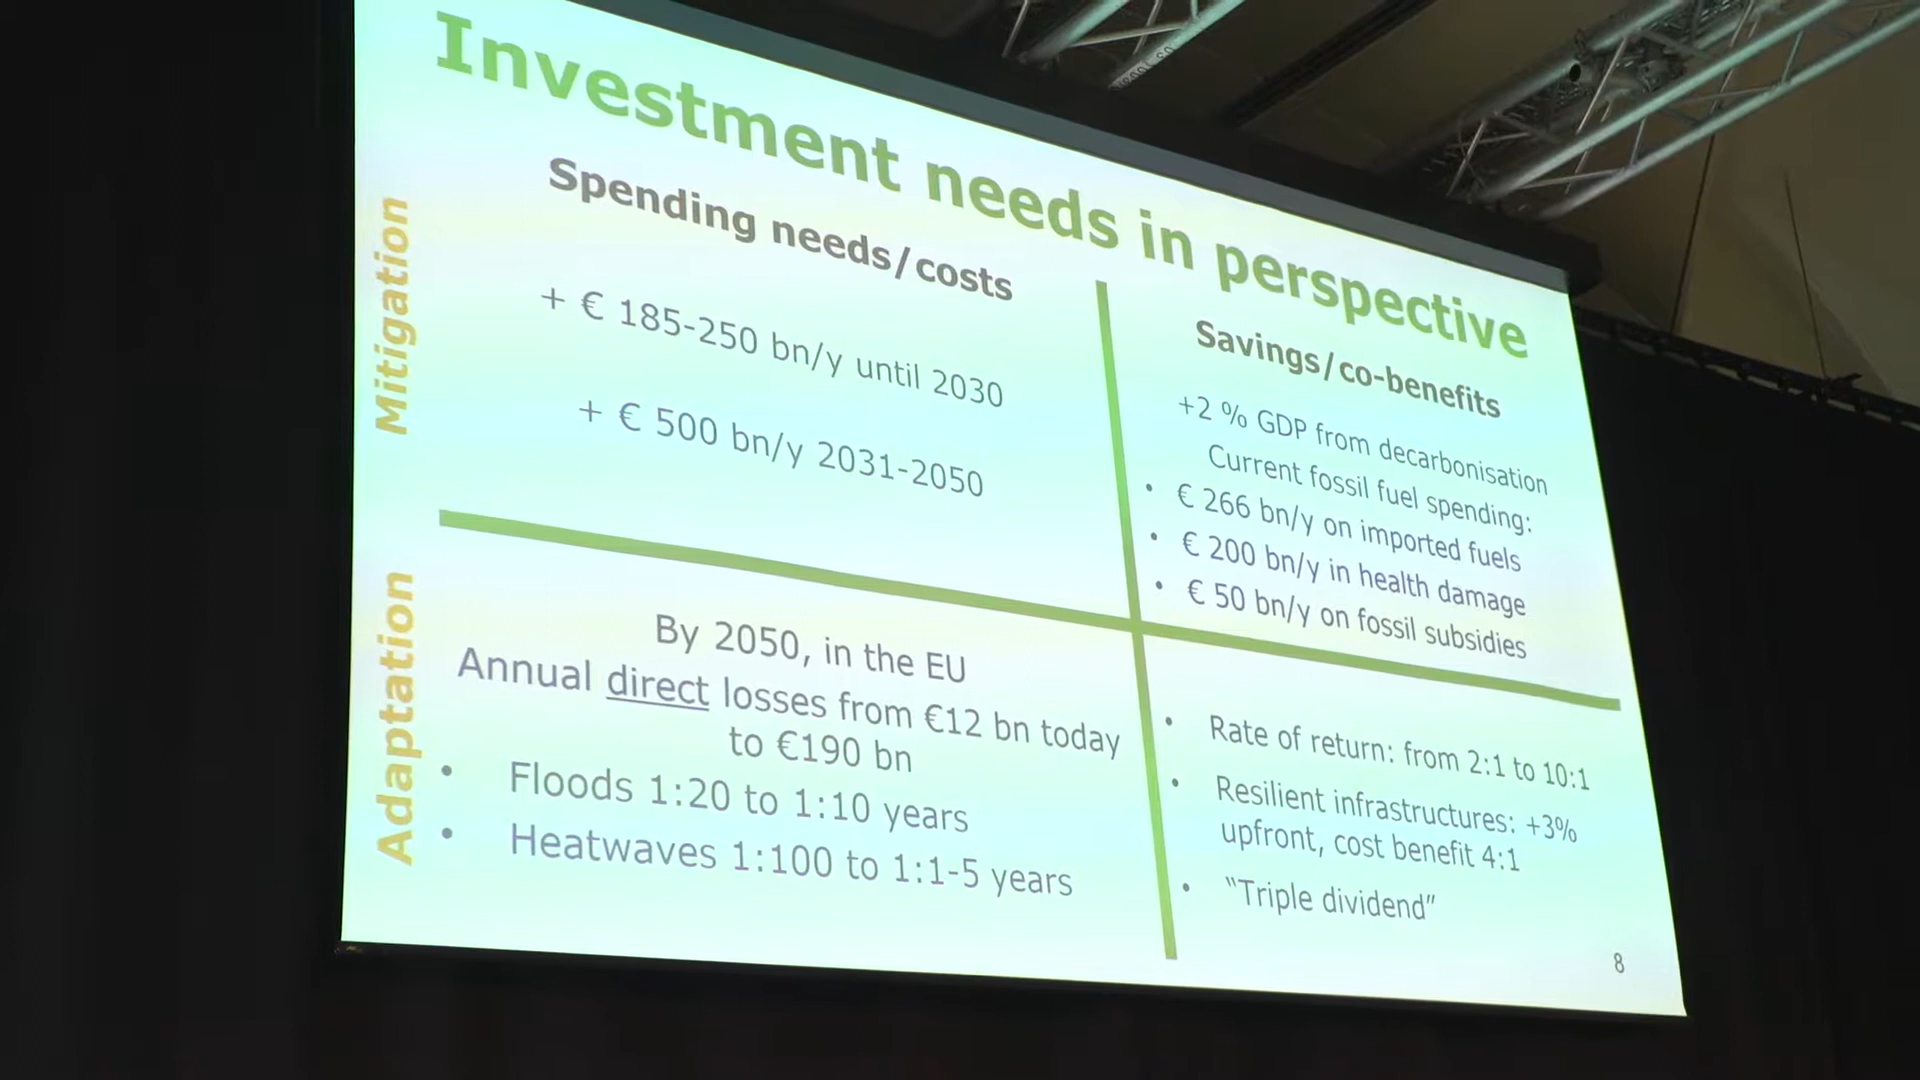 Investment needs in perspective
Mitigation
Spending needs/costs
+ € 185-250 bn/y until 2030
+ € 500 bn/y 2031-2050
Savings/co-benefits
+2 % GDP from decarbonisation
Current fossil fuel spending:
• € 266 bn/y on imported fuels
• € 200 bn/y in health damage
• € 50 bn/y on fossil subsidies
Adaptation
By 2050, in the EU
Annual direct losses from €12 bn today
to €190 bn
• Floods 1:20 to 1:10 years
• Heatwaves 1:100 to 1:1-5 years
• Rate of return: from 2:1 to 10:1
• Resilient infrastructures: +3%
upfront, cost benefit 4:1
• “Triple dividend”
8